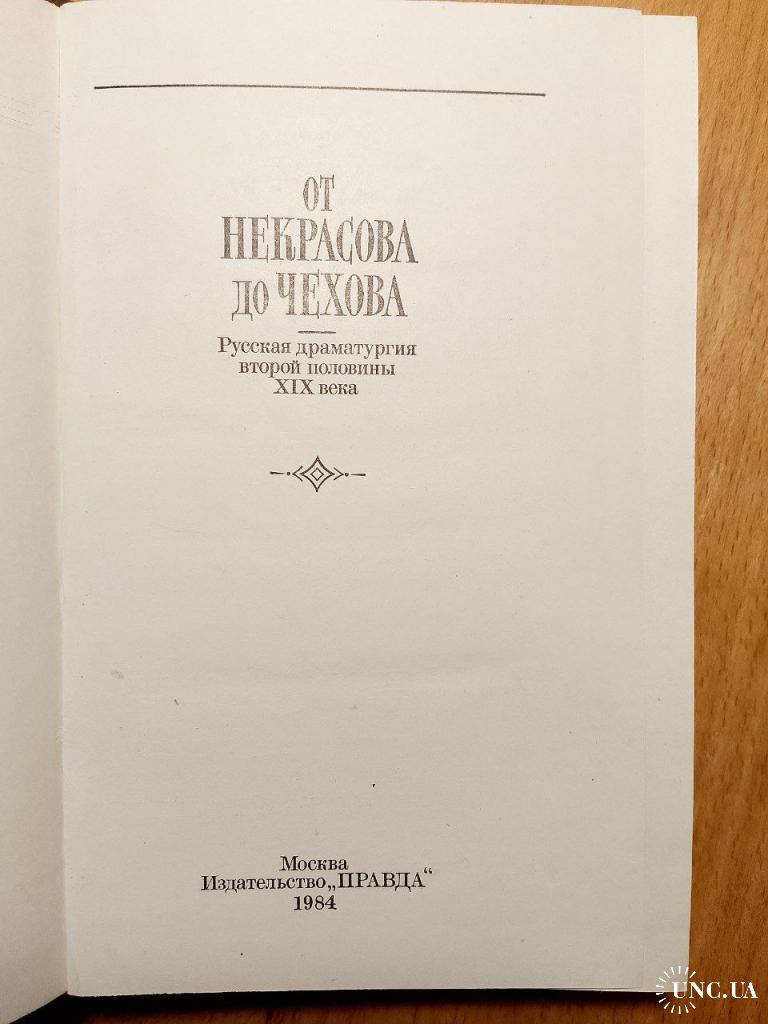 ОТ
НЕКРАСОВА
ДО ЧЕХОВА
Русская драматургия
второй половины
XIX века
Москва
Издательство „ПРАВДА“
1984
UNC.UA